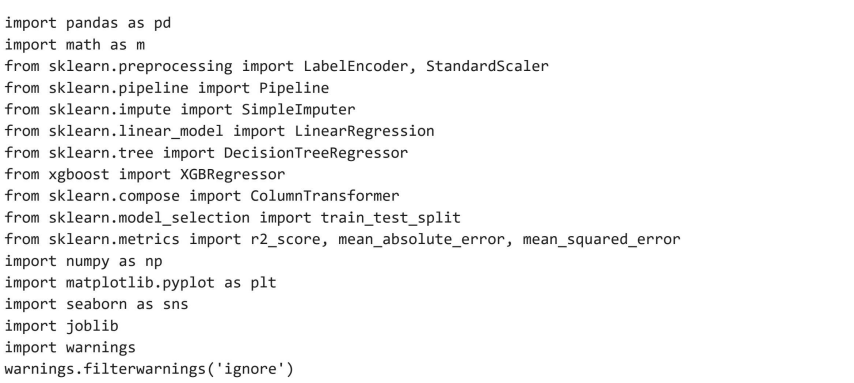 import pandas as pd
import math as m
from sklearn.preprocessing import LabelEncoder, StandardScaler
from sklearn.pipeline import Pipeline
from sklearn.impute import SimpleImputer
from sklearn.linear_model import LinearRegression
from sklearn.tree import DecisionTreeRegressor
from xgboost import XGBRegressor
from sklearn.compose import ColumnTransformer
from sklearn.model_selection import train_test_split
from sklearn.metrics import r2_score, mean_absolute_error, mean_squared_error
import numpy as np
import matplotlib.pyplot as plt
import seaborn as sns
import joblib
import warnings
warnings.filterwarnings('ignore')